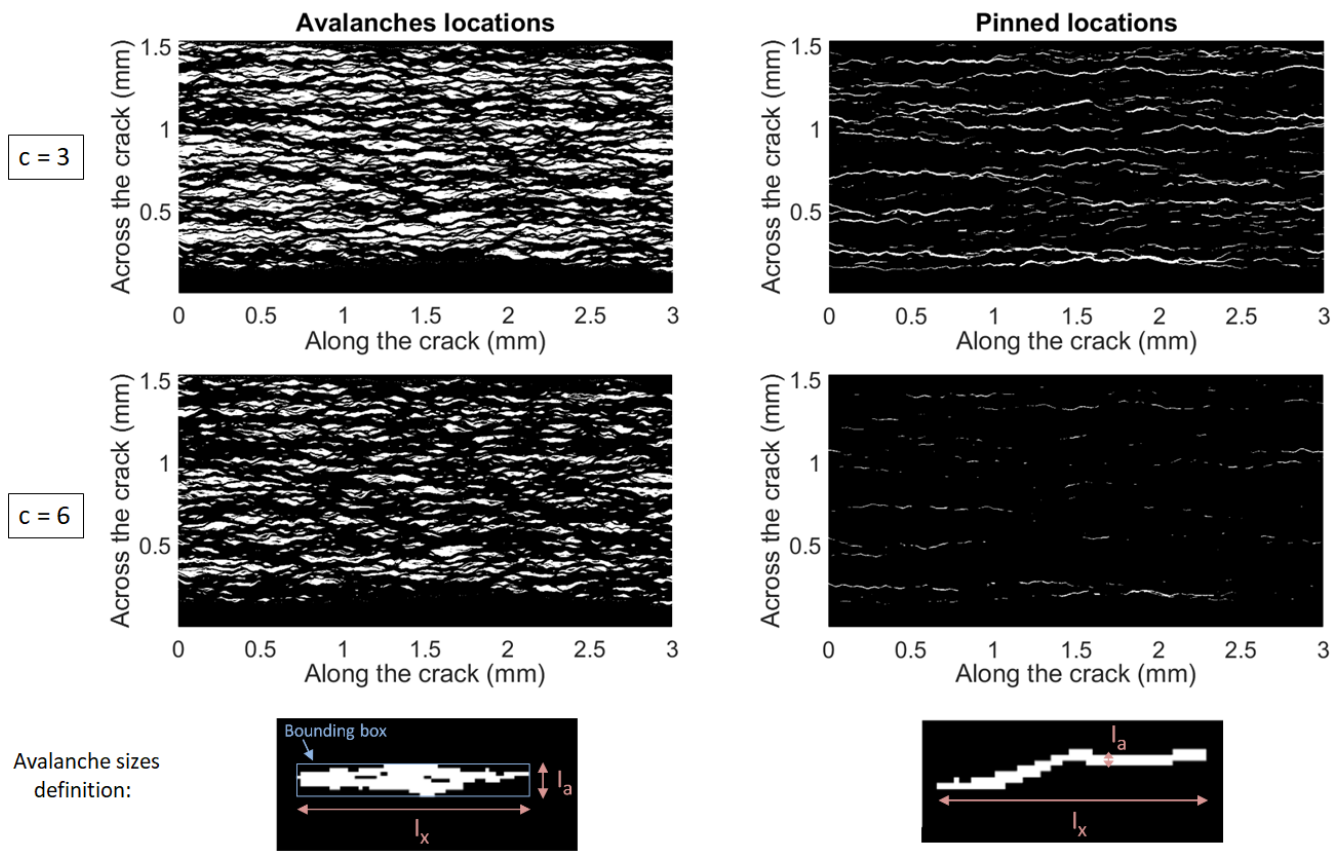 Avalanches locations
Pinned locations
c = 3
Across the crack (mm)
1.5
1
0.5
0 0.5 1 1.5 2 2.5 3
Along the crack (mm)
Across the crack (mm)
1.5
1
0.5
0 0.5 1 1.5 2 2.5 3
Along the crack (mm)
c = 6
Across the crack (mm)
1.5
1
0.5
0 0.5 1 1.5 2 2.5 3
Along the crack (mm)
Across the crack (mm)
1.5
1
0.5
0 0.5 1 1.5 2 2.5 3
Along the crack (mm)
Avalanche sizes
definition:
Bounding box
la
lx
la
lx